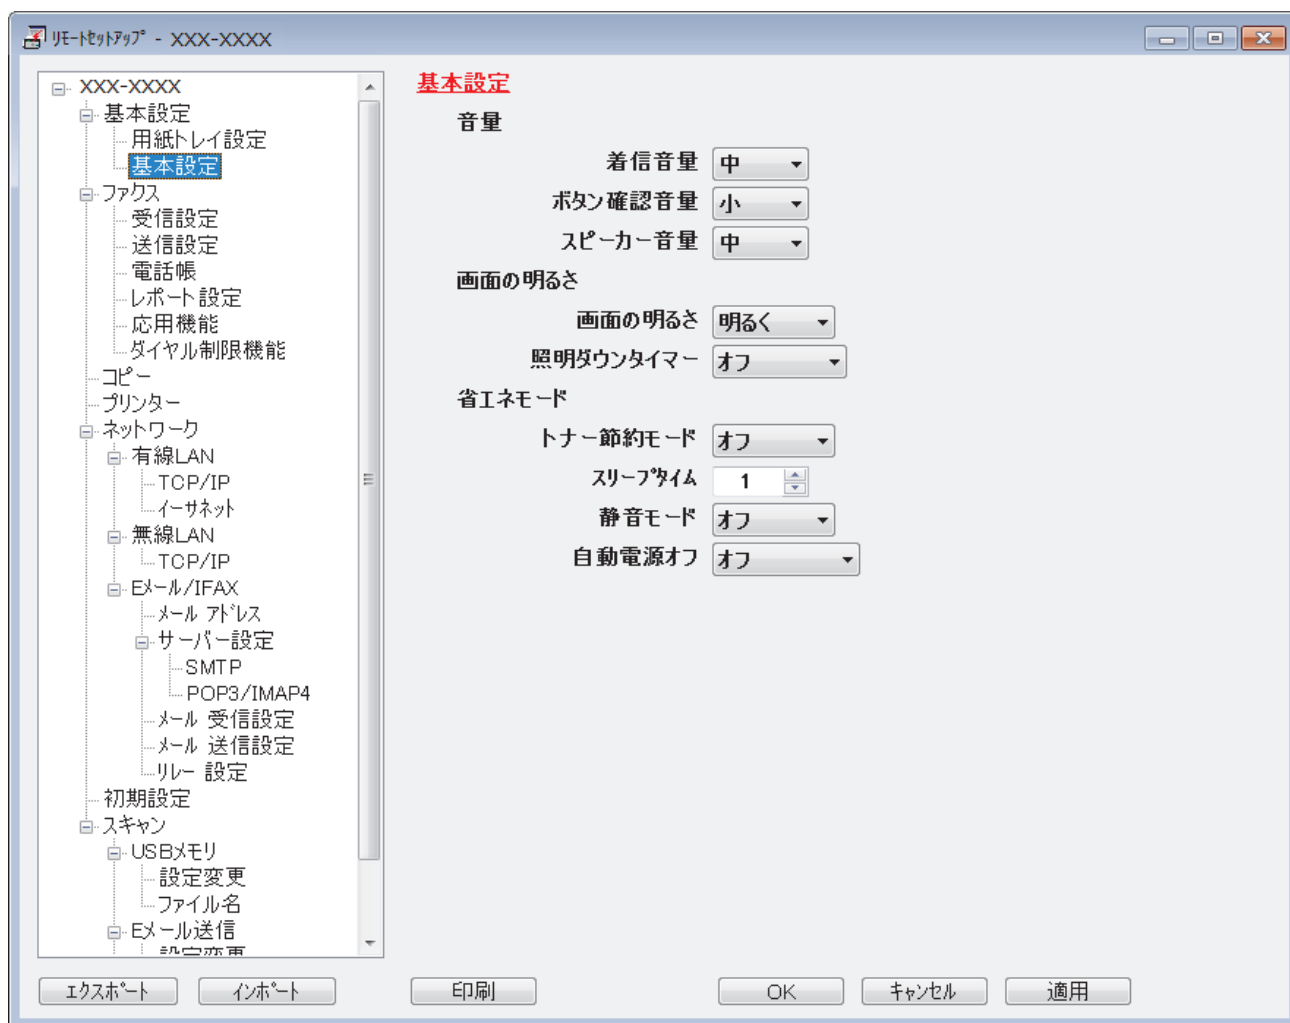 ﾘﾓｰﾄｾｯﾄｱｯﾌﾟ - XXX-XXXX
XXX-XXXX
基本設定
用紙トレイ設定
基本設定
ファクス
受信設定
送信設定
電話帳
レポート設定
応用機能
ダイヤル制限機能
コピー
プリンター
ネットワーク
有線LAN
TCP/IP
イーサネット
無線LAN
TCP/IP
Eメール/IFAX
メール アドレス
サーバー設定
SMTP
POP3/IMAP4
メール 受信設定
メール 送信設定
リレー 設定
初期設定
スキャン
USBメモリ
設定変更
ファイル名
Eメール送信
設定変更
基本設定
音量
着信音量 中
ボタン確認音量 小
スピーカー音量 中
画面の明るさ
画面の明るさ 明るく
照明ダウンタイマー オフ
省エネモード
トナー節約モード オフ
スリープタイム 1
静音モード オフ
自動電源オフ オフ
エクスポート インポート 印刷 OK キャンセル 適用